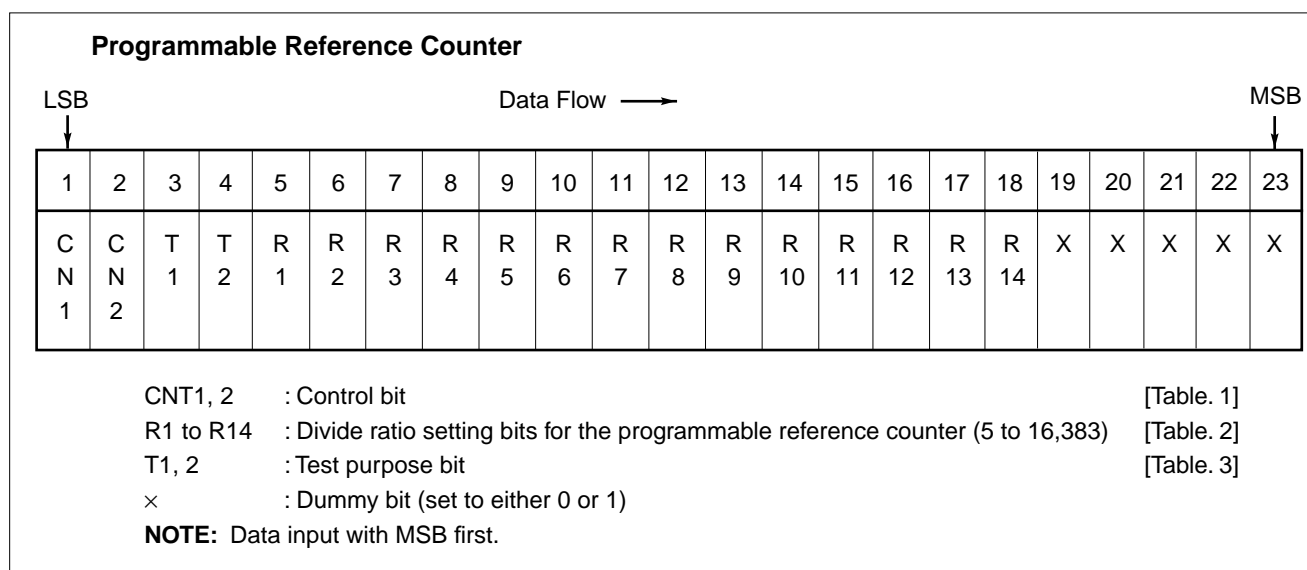 Programmable Reference Counter
LSB Data Flow MSB
1 2 3 4 5 6 7 8 9 10 11 12 13 14 15 16 17 18 19 20 21 22 23
C C T T R R R R R R R R R R R R R R X X X X X
N N 1 2 1 2 3 4 5 6 7 8 9 10 11 12 13 14
1 2
CNT1, 2 : Control bit [Table. 1]
R1 to R14 : Divide ratio setting bits for the programmable reference counter (5 to 16,383) [Table. 2]
T1, 2 : Test purpose bit [Table. 3]
× : Dummy bit (set to either 0 or 1)
NOTE: Data input with MSB first.